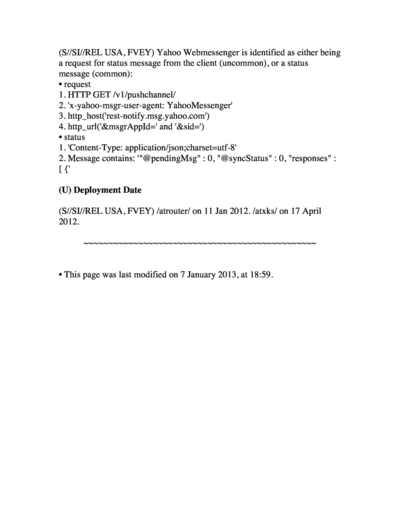 (S//SI//REL USA, FVEY) Yahoo Webmessenger is identified as either being
a request for status message from the client (uncommon), or a status
message (common):
• request
1. HTTP GET /v1/pushchannel/
2. 'x-yahoo-msgr-user-agent: YahooMessenger'
3. http_host('rest-notify.msg.yahoo.com')
4. http_url('&msgrAppId=' and '&sid=')
• status
1. 'Content-Type: application/json;charset=utf-8'
2. Message contains: '"@pendingMsg" : 0, "@syncStatus" : 0, "responses" :
[ {'
(U) Deployment Date
(S//SI//REL USA, FVEY) /atrouter/ on 11 Jan 2012. /atxks/ on 17 April
2012.
~~~~~~~~~~~~~~~~~~~~~~~~~~~~~~~~~~~~~~~~~~~~~~~
• This page was last modified on 7 January 2013, at 18:59.